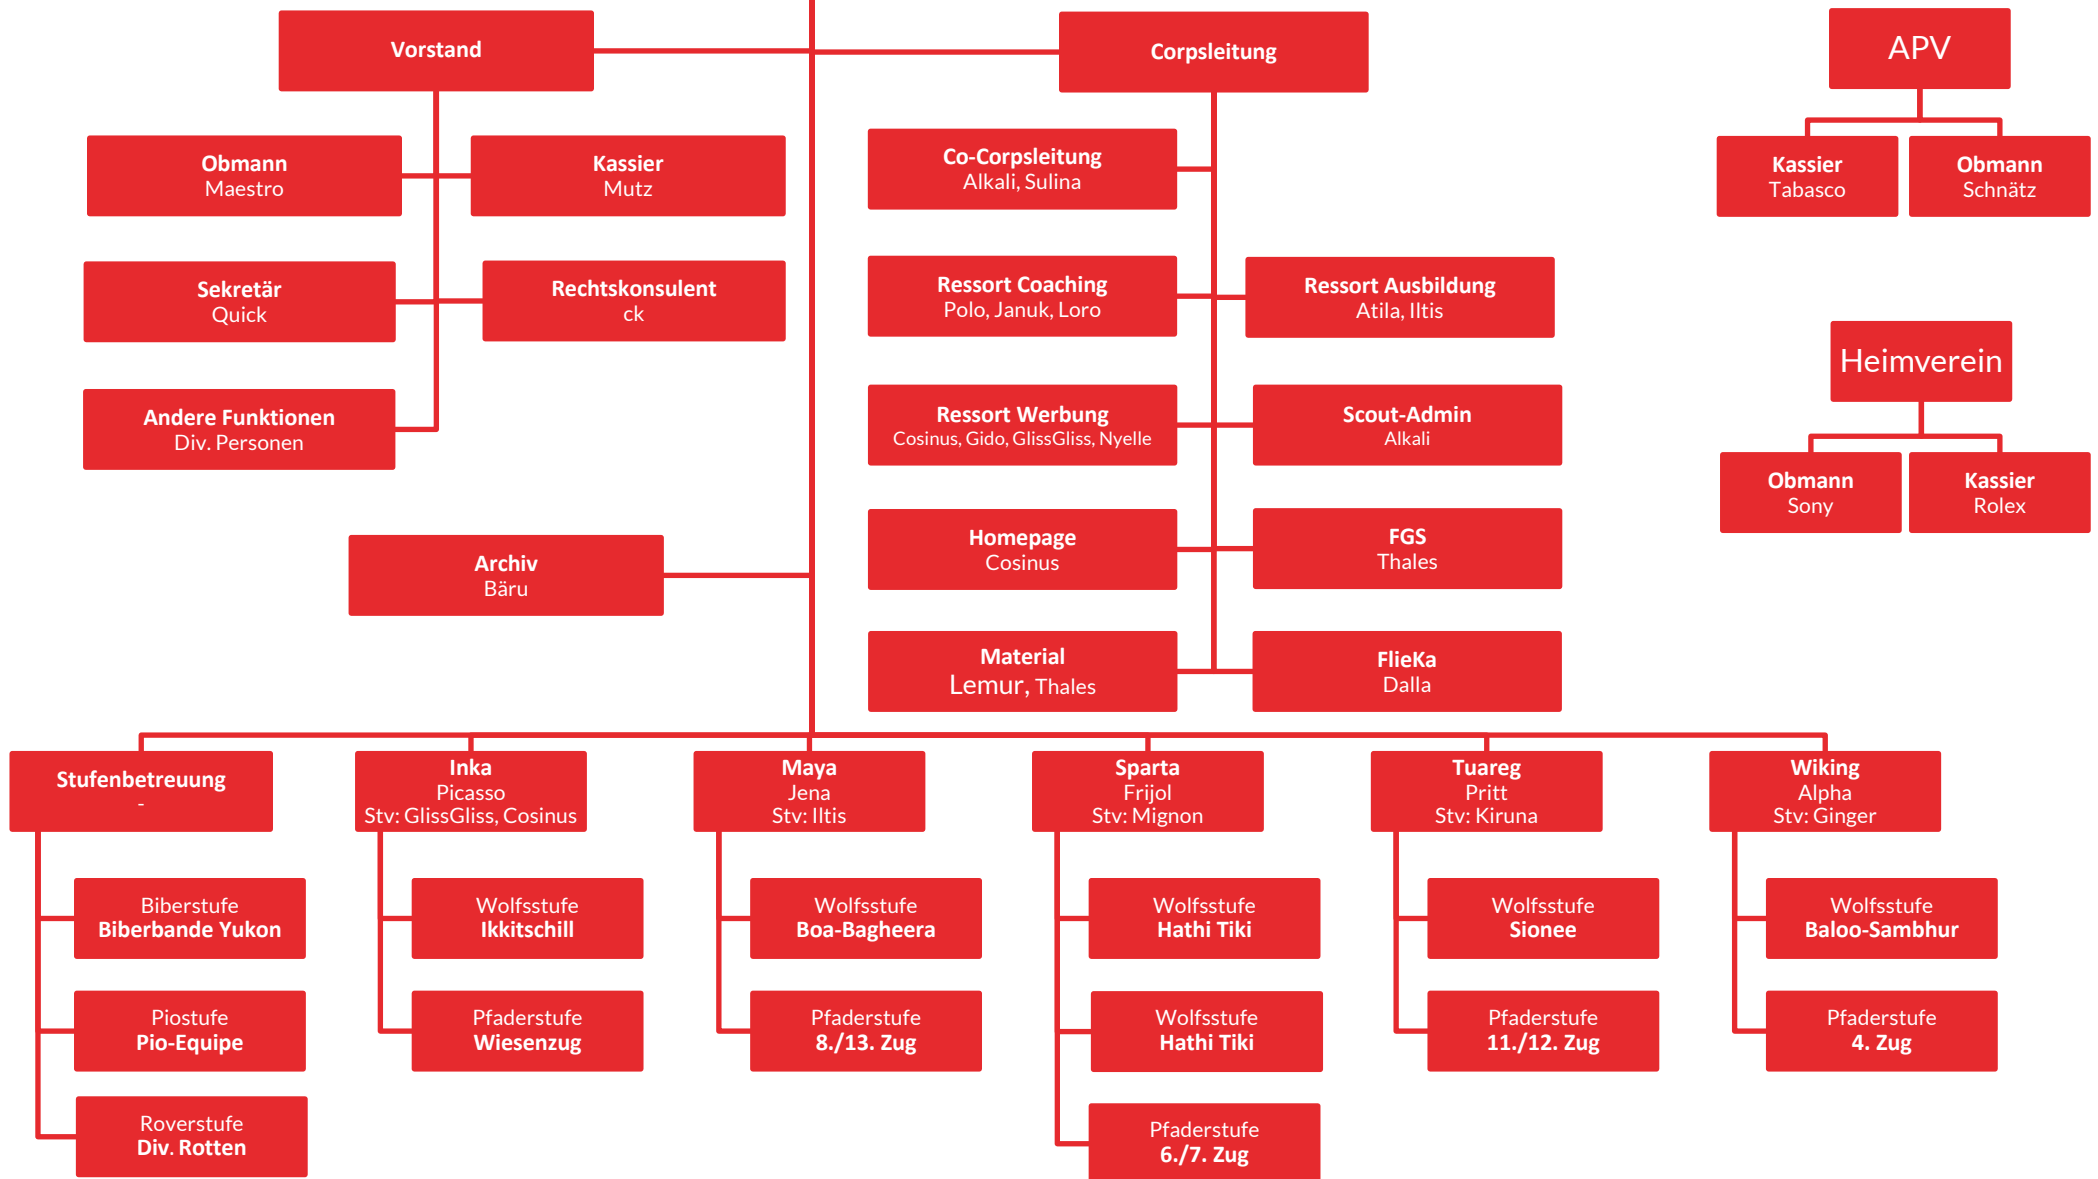 Vorstand
Corpsleitung
APV
Obmann
Maestro
Kassier
Mutz
Sekretär
Quick
Rechtskonsulent
ck
Andere Funktionen
Div. Personen
Archiv
Bäru
Co-Corpsleitung
Alkali, Sulina
Ressort Coaching
Polo, Januk, Loro
Ressort Ausbildung
Atila, Iltis
Ressort Werbung
Cosinus, Gido, GlissGliss, Nyelle
Scout-Admin
Alkali
Homepage
Cosinus
FGS
Thales
Material
Lemur, Thales
FlieKa
Dalla
Kassier
Tabasco
Obmann
Schnätz
Heimverein
Obmann
Sony
Kassier
Rolex
Stufenbetreuung
-
Biberstufe
Biberbande Yukon
Piostufe
Pio-Equipe
Roverstufe
Div. Rotten
Inka
Picasso
Stv: GlissGliss, Cosinus
Wolfsstufe
Ikkitschill
Pfaderstufe
Wiesenzug
Maya
Jena
Stv: Iltis
Wolfsstufe
Boa-Bagheera
Pfaderstufe
8./13. Zug
Sparta
Frijol
Stv: Mignon
Wolfsstufe
Hathi Tiki
Wolfsstufe
Hathi Tiki
Pfaderstufe
6./7. Zug
Tuareg
Pritt
Stv: Kiruna
Wolfsstufe
Sionee
Pfaderstufe
11./12. Zug
Wiking
Alpha
Stv: Ginger
Wolfsstufe
Baloo-Sambhur
Pfaderstufe
4. Zug